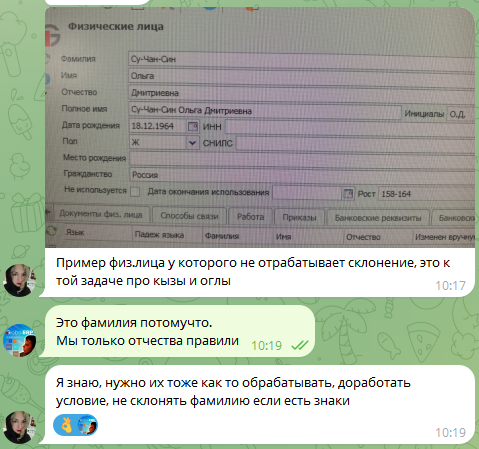 Физические лица
Фамилия Су-Чан-Син
Имя Ольга
Отчество Дмитриевна
Полное имя Су-Чан-Син Ольга Дмитриевна Инициалы О.Д.
Дата рождения 18.12.1964 ИНН
Пол Ж СНИЛС
Место рождения
Гражданство Россия
Не используется Дата окончания использования Рост 158-164
Документы физ. лица Способы связи Работа Приказы Банковские реквизиты Банковски
Язык Падеж языка Фамилия Имя Отчество Изменен вручну
Пример физ.лица у которого не отрабатывает склонение, это к
той задаче про кызы и оглы
10:17
Это фамилия потомучто.
Мы только отчества правили 10:19
Я знаю, нужно их тоже как то обрабатывать, доработать
условие, не склонять фамилию если есть знаки
10:19